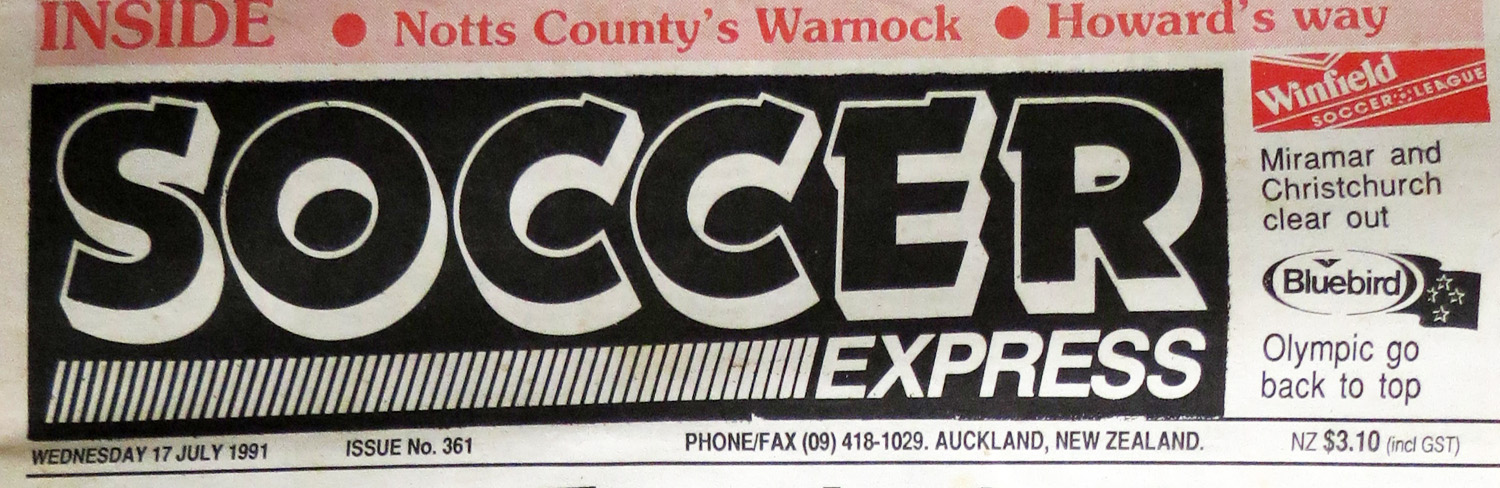 INSIDE ● Notts County's Warnock ● Howard's way
SOCCER
EXPRESS
Winfield
SOCCER LEAGUE
Miramar and
Christchurch
clear out
Bluebird
Olympic go
back to top
WEDNESDAY 17 JULY 1991 ISSUE No. 361 PHONE/FAX (09) 418-1029. AUCKLAND, NEW ZEALAND. NZ $3.10 (incl GST)